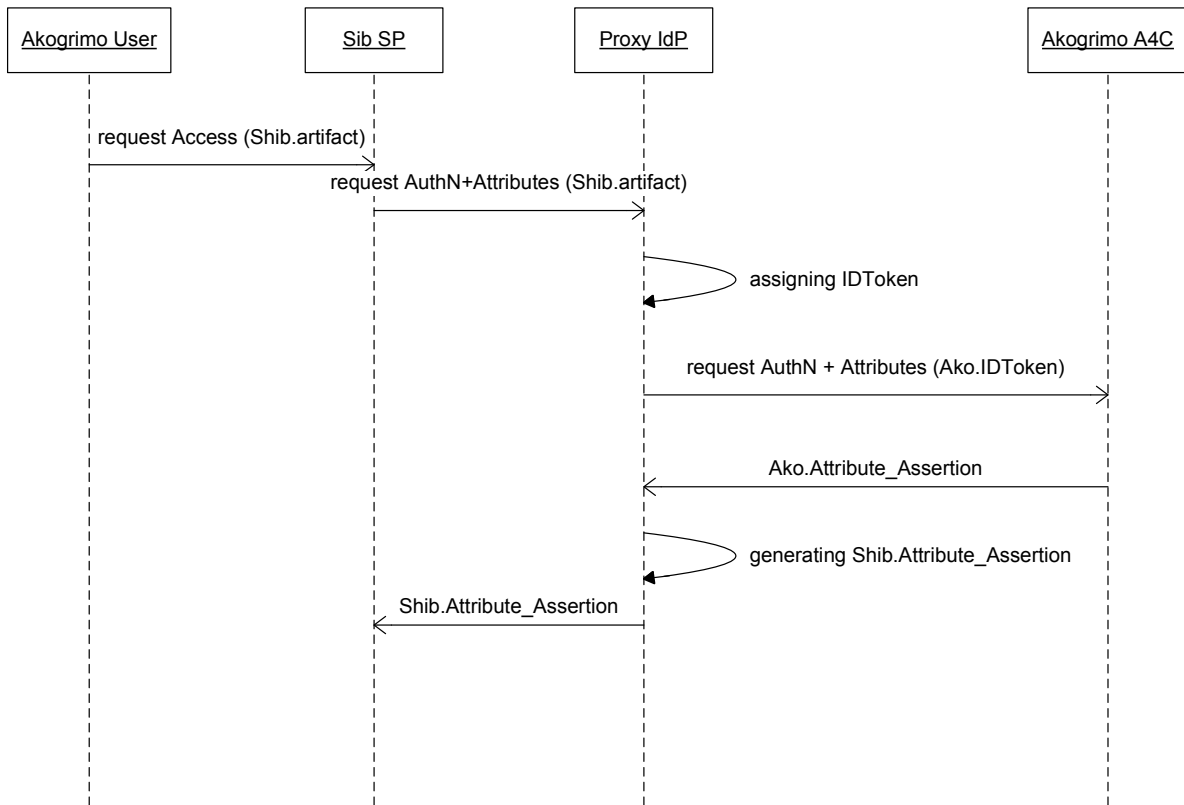 Akogrimo User
Sib SP
Proxy IdP
Akogrimo A4C
request Access (Shib.artifact)
request AuthN+Attributes (Shib.artifact)
assigning IDToken
request AuthN + Attributes (Ako.IDToken)
Ako.Attribute_Assertion
generating Shib.Attribute_Assertion
Shib.Attribute_Assertion